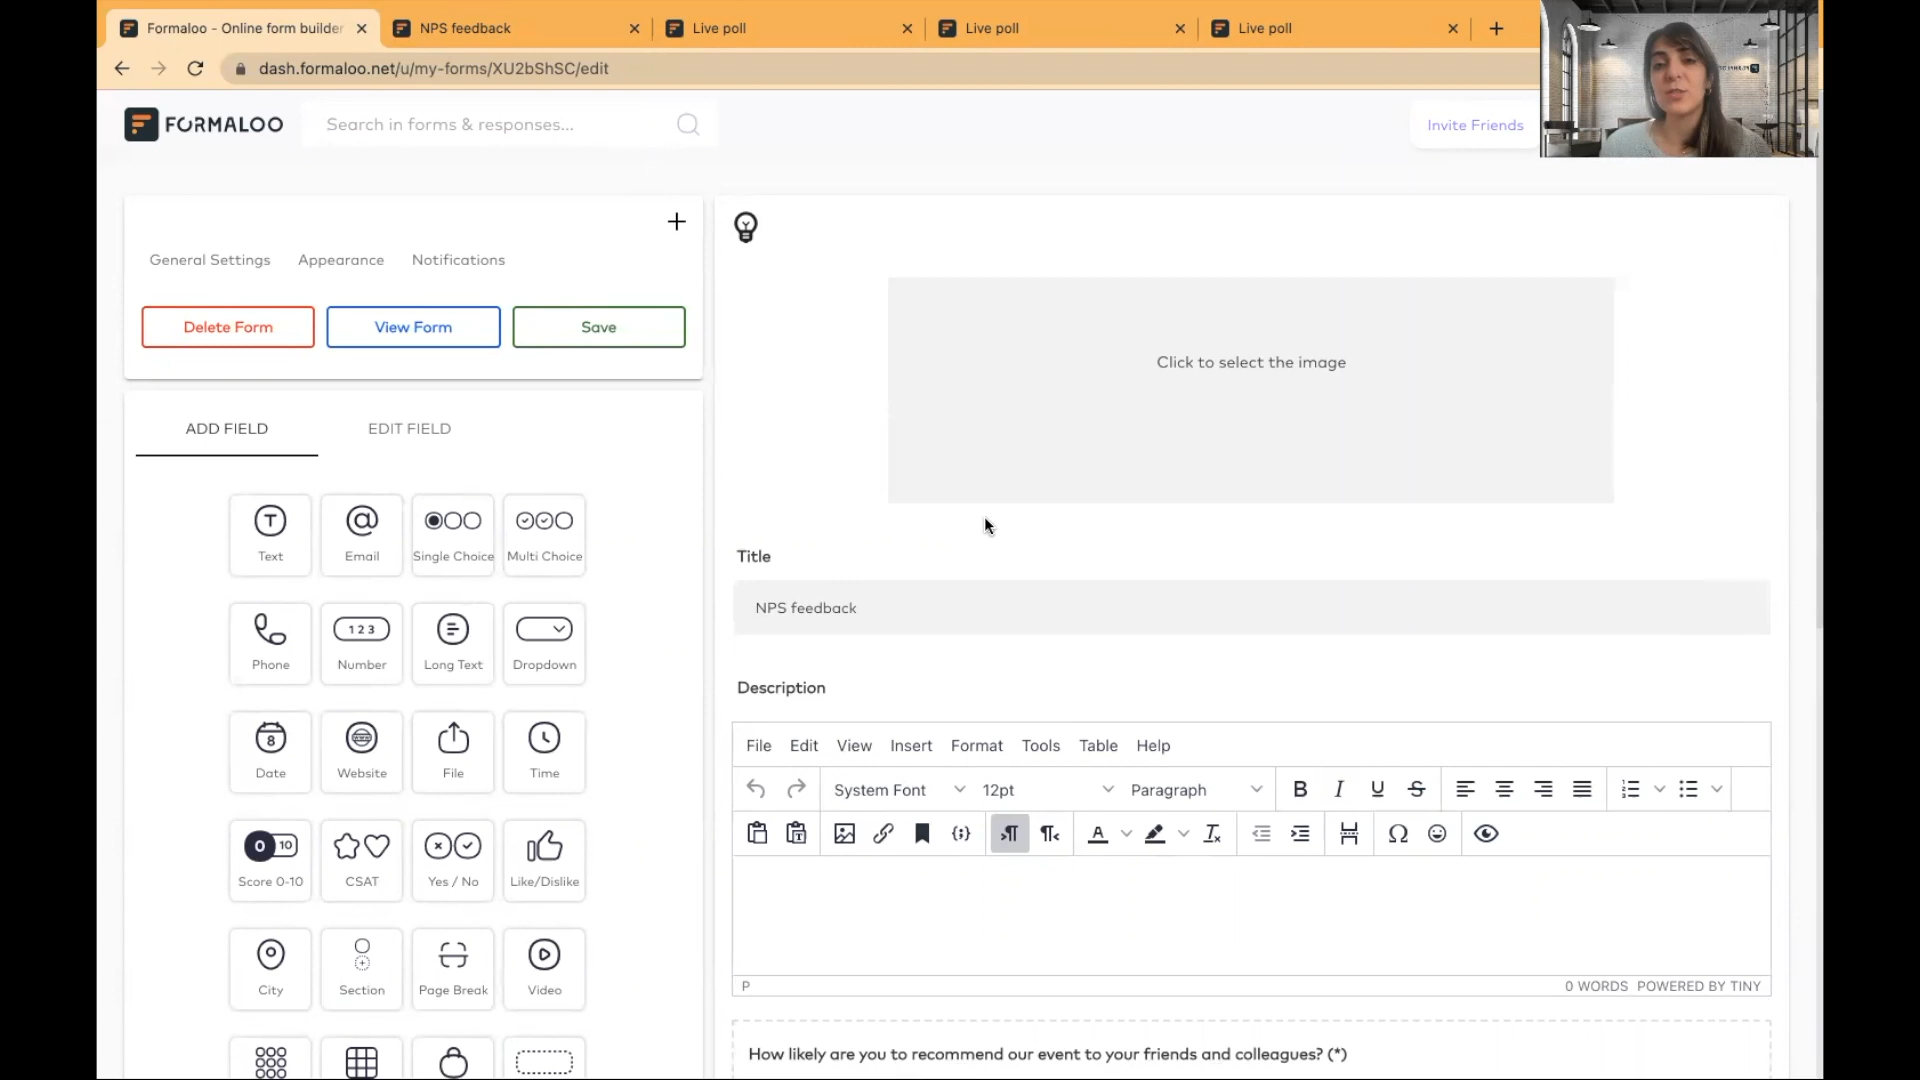 Formaloo - Online form builder
NPS feedback
Live poll
Live poll
Live poll
dash.formaloo.net/u/my-forms/XU2bShSC/edit
FORMALOO
Search in forms & responses...
Invite Friends
General Settings
Appearance
Notifications
Delete Form
View Form
Save
ADD FIELD
EDIT FIELD
Text
Email
Single Choice
Multi Choice
Phone
1 2 3
Number
Long Text
Dropdown
8
Date
www
Website
File
Time
0 10
Score 0-10
CSAT
Yes / No
Like/Dislike
City
Section
Page Break
Video
Click to select the image
Title
NPS feedback
Description
File Edit View Insert Format Tools Table Help
System Font 12pt Paragraph
P
0 WORDS POWERED BY TINY
How likely are you to recommend our event to your friends and colleagues? (*)